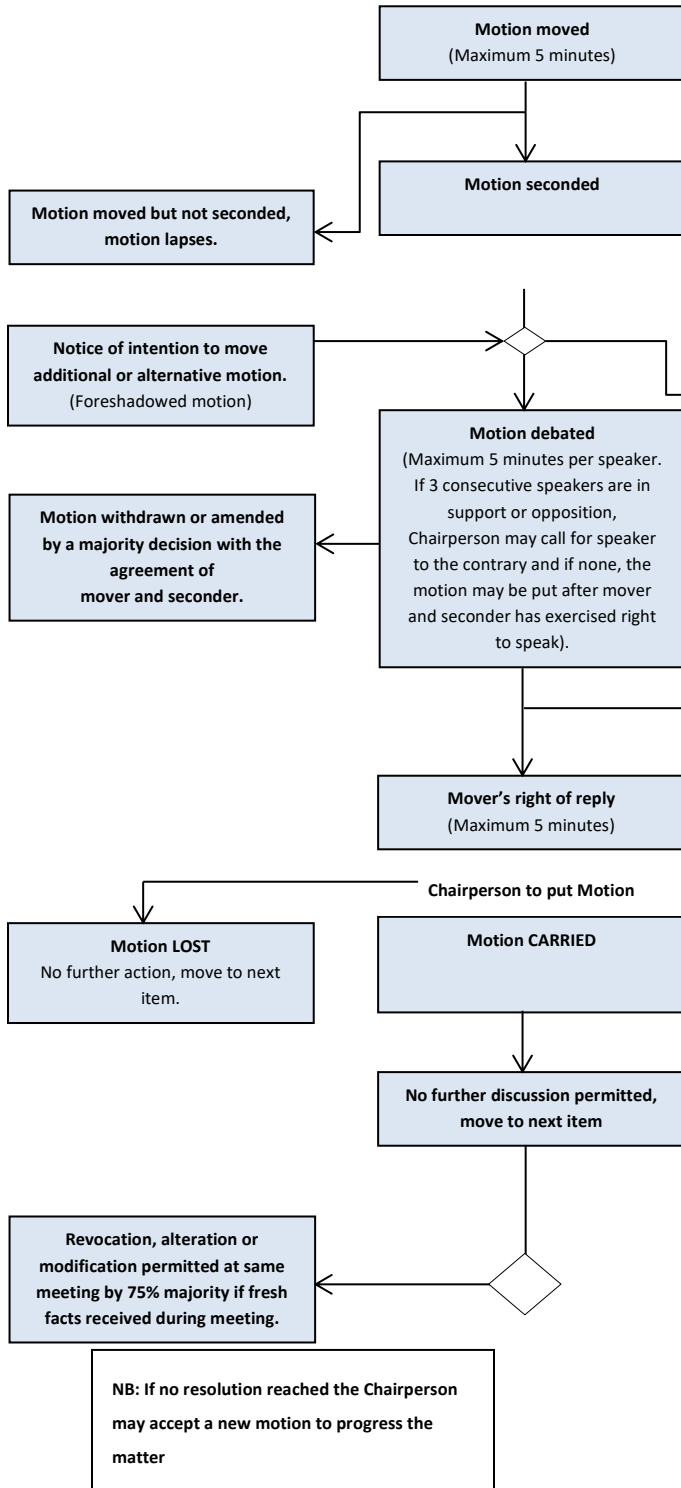 Motion moved
(Maximum 5 minutes)
Motion seconded
Motion moved but not seconded,
motion lapses.
Notice of intention to move
additional or alternative motion.
(Foreshadowed motion)
Motion debated
(Maximum 5 minutes per speaker.
If 3 consecutive speakers are in
support or opposition,
Chairperson may call for speaker
to the contrary and if none, the
motion may be put after mover
and seconder has exercised right
to speak).
Motion withdrawn or amended
by a majority decision with the
agreement of
mover and seconder.
Mover’s right of reply
(Maximum 5 minutes)
Chairperson to put Motion
Motion LOST
No further action, move to next
item.
Motion CARRIED
No further discussion permitted,
move to next item
Revocation, alteration or
modification permitted at same
meeting by 75% majority if fresh
facts received during meeting.
NB: If no resolution reached the Chairperson
may accept a new motion to progress the
matter